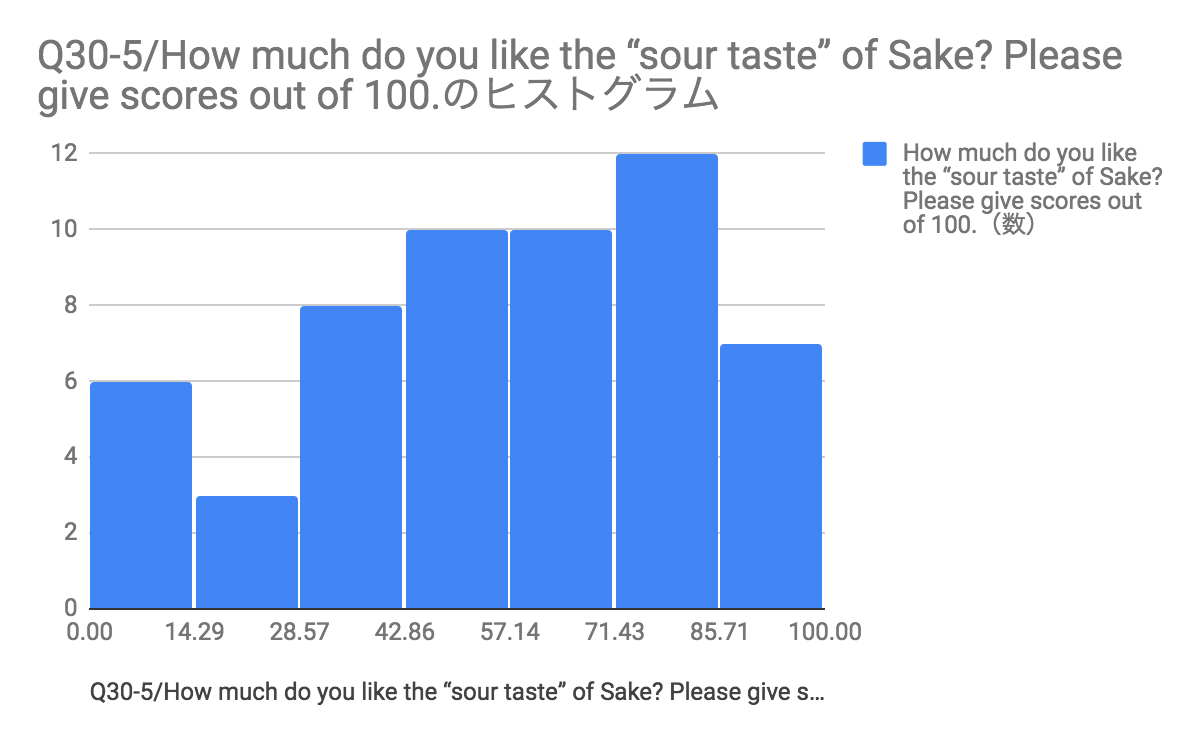 Q30-5/How much do you like the “sour taste” of Sake? Please
give scores out of 100.のヒストグラム
12
10
8
6
4
2
0
0.00 14.29 28.57 42.86 57.14 71.43 85.71 100.00
Q30-5/How much do you like the “sour taste” of Sake? Please give s...
How much do you like
the “sour taste” of Sake?
Please give scores out
of 100.（数）